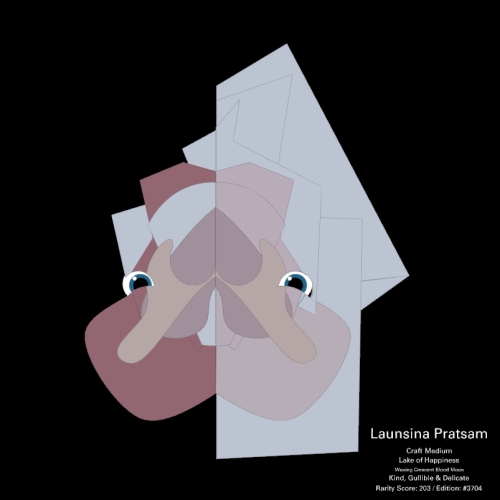 Launsina Pratsam
Craft Medium
Lake of Happiness
Waxing Crescent Blood Moon
Kind, Gullible & Delicate
Rarity Score: 203 / Edition: #3704